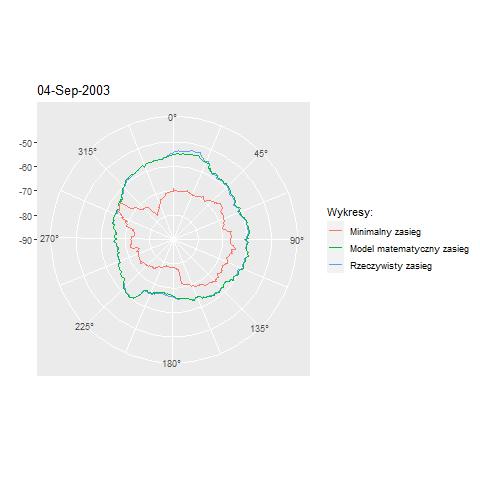 04-Sep-2003
0°
-50
315°
45°
-60
-70
-80
-90
270°
90°
225°
135°
180°
Wykresy:
Minimalny zasieg
Model matematyczny zasieg
Rzeczywisty zasieg